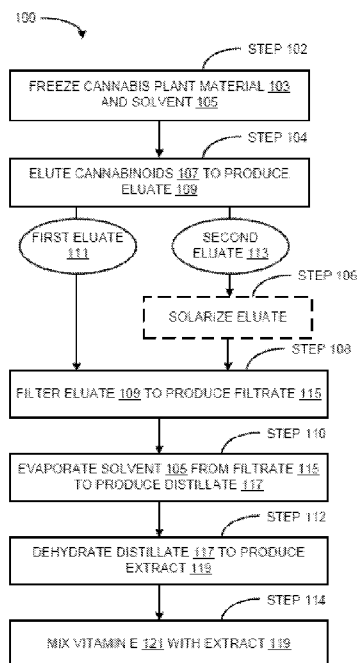 100
STEP 102
FREEZE CANNABIS PLANT MATERIAL 103
AND SOLVENT 105
STEP 104
ELUTE CANNABINOIDS 107 TO PRODUCE
ELUATE 109
FIRST ELUATE
111
SECOND
ELUATE 113
STEP 106
SOLARIZE ELUATE
STEP 108
FILTER ELUATE 109 TO PRODUCE FILTRATE 115
STEP 110
EVAPORATE SOLVENT 105 FROM FILTRATE 115
TO PRODUCE DISTILLATE 117
STEP 112
DEHYDRATE DISTILLATE 117 TO PRODUCE
EXTRACT 119
STEP 114
MIX VITAMIN E 121 WITH EXTRACT 119